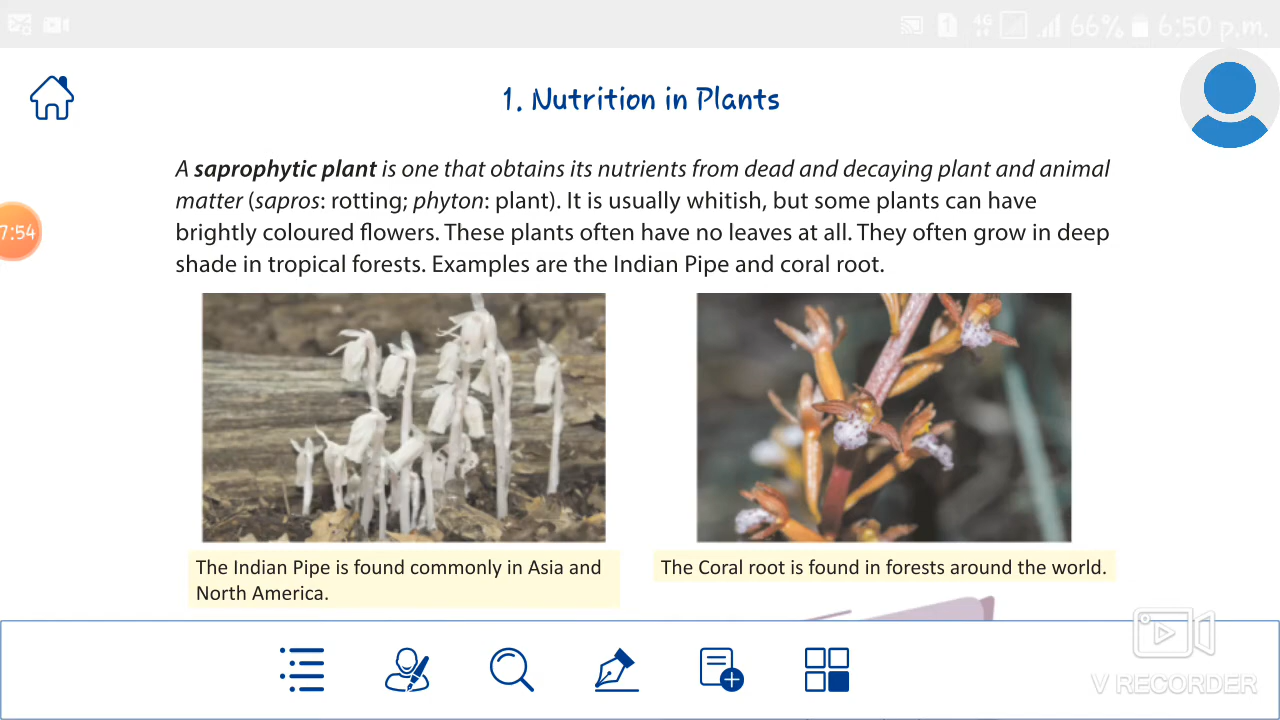 66% 6:50 p.m.
1. Nutrition in Plants
A saprophytic plant is one that obtains its nutrients from dead and decaying plant and animal
matter (sapros: rotting; phyton: plant). It is usually whitish, but some plants can have
brightly coloured flowers. These plants often have no leaves at all. They often grow in deep
shade in tropical forests. Examples are the Indian Pipe and coral root.
7:54
The Indian Pipe is found commonly in Asia and
North America.
The Coral root is found in forests around the world.
V RECORDER